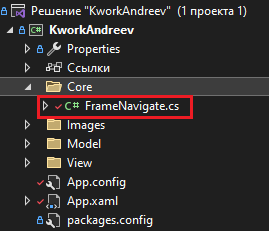 Решение "KworkAndreev" (1 проекта 1)
KworkAndreev
Properties
Ссылки
Core
C# FrameNavigate.cs
Images
Model
View
App.config
App.xaml
packages.config